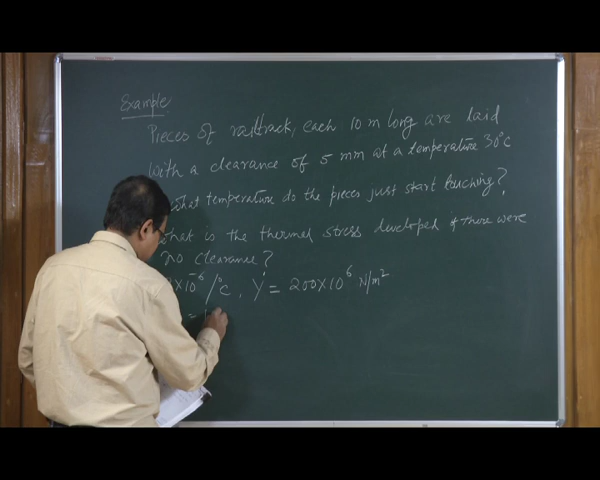 Example
Pieces of railtrack, each 10 m long are laid
with a clearance of 5 mm at a temperature 30°C
what temperature do the pieces just start touching?
what is the thermal stress developed if there were
no clearance?
×10⁻⁶/°C, Y = 200×10⁶ N/m²
=